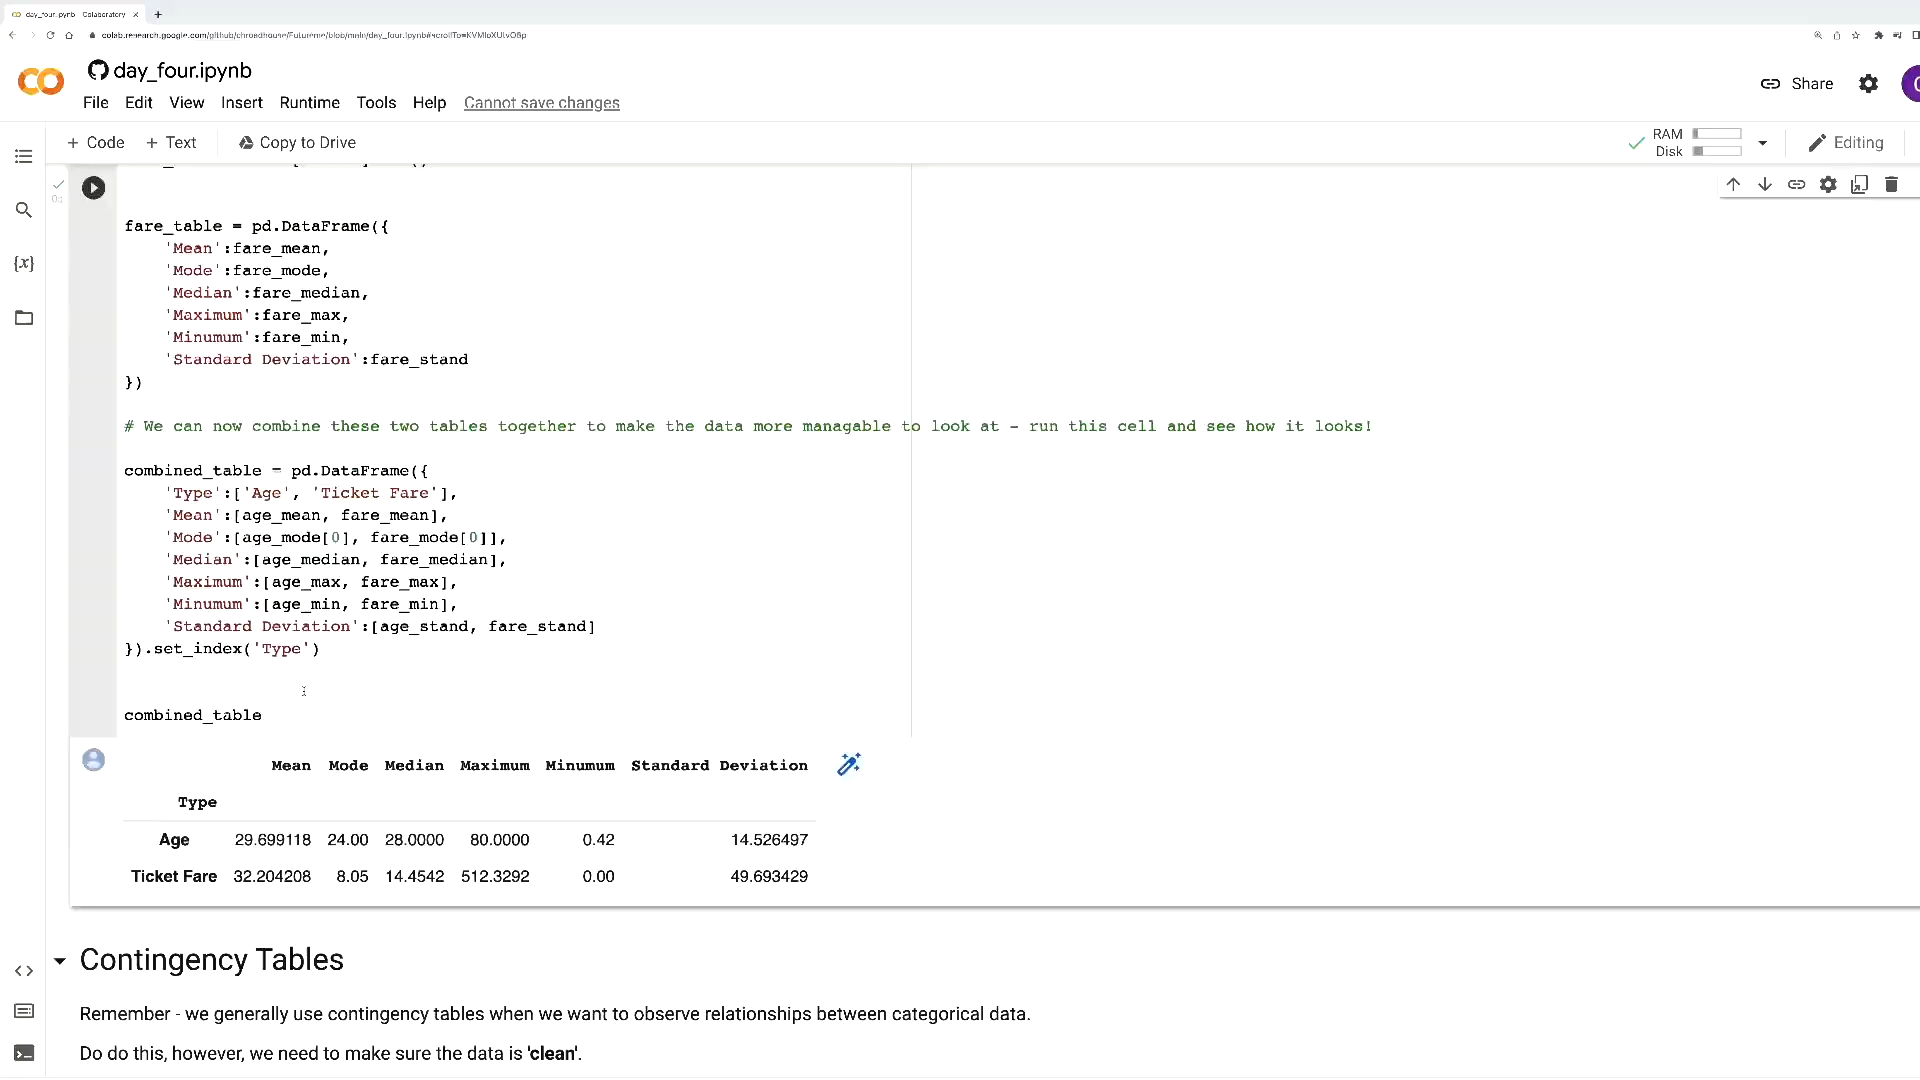 day_four.ipynb - Colaboratory
day_four.ipynb
File Edit View Insert Runtime Tools Help Cannot save changes
Share
+ Code + Text Copy to Drive
RAM
Disk
Editing
{x}
fare_table = pd.DataFrame({
'Mean':fare_mean,
'Mode':fare_mode,
'Median':fare_median,
'Maximum':fare_max,
'Minumum':fare_min,
'Standard Deviation':fare_stand
})
# We can now combine these two tables together to make the data more managable to look at - run this cell and see how it looks!
combined_table = pd.DataFrame({
'Type':['Age', 'Ticket Fare'],
'Mean':[age_mean, fare_mean],
'Mode':[age_mode[0], fare_mode[0]],
'Median':[age_median, fare_median],
'Maximum':[age_max, fare_max],
'Minumum':[age_min, fare_min],
'Standard Deviation':[age_stand, fare_stand]
}).set_index('Type')
combined_table
Mean Mode Median Maximum Minumum Standard Deviation
Type
Age 29.699118 24.00 28.0000 80.0000 0.42 14.526497
Ticket Fare 32.204208 8.05 14.4542 512.3292 0.00 49.693429
Contingency Tables
Remember - we generally use contingency tables when we want to observe relationships between categorical data.
Do do this, however, we need to make sure the data is 'clean'.